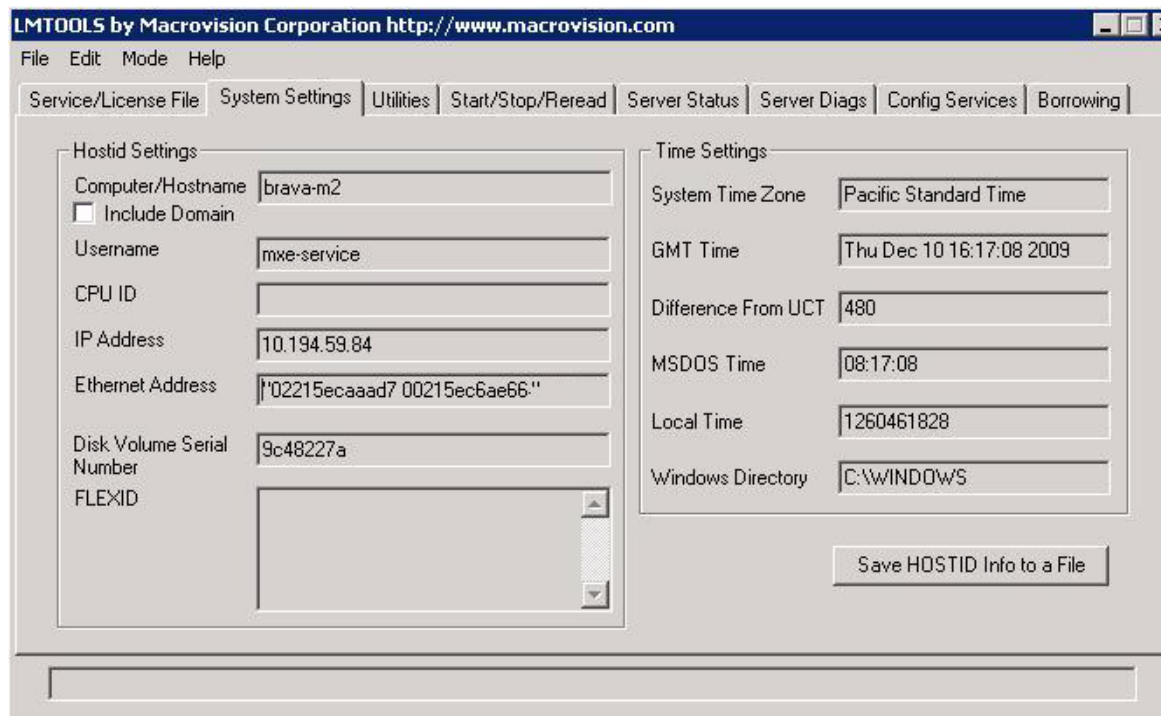 LMTOOLS by Macrovision Corporation http://www.macrovision.com
File Edit Mode Help
Service/License File System Settings Utilities Start/Stop/Reread Server Status Server Diags Config Services Borrowing
Hostid Settings
Computer/Hostname brava-m2
Include Domain
Username mxe-service
CPU ID
IP Address 10.194.59.84
Ethernet Address "02215ecaaad7 00215ec6ae66"
Disk Volume Serial Number 9c48227a
FLEXID
Time Settings
System Time Zone Pacific Standard Time
GMT Time Thu Dec 10 16:17:08 2009
Difference From UCT 480
MSDOS Time 08:17:08
Local Time 1260461828
Windows Directory C:\WINDOWS
Save HOSTID Info to a File